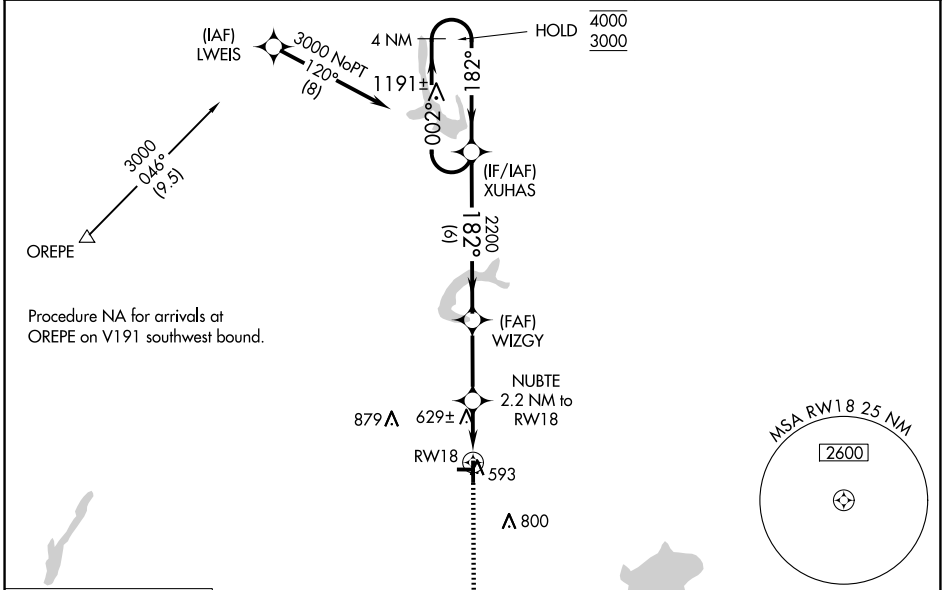 (IAF)
LWEIS
3000 NoPT
120°
(8)
4 NM
HOLD
4000
3000
182°
1191±
002°
(IF/IAF)
XUHAS
3000
046°
(9.5)
OREPE
2200
182°
(6)
Procedure NA for arrivals at
OREPE on V191 southwest bound.
(FAF)
WIZGY
NUBTE
2.2 NM to
RW18
879
629±
RW18
593
800
MSA RW18 25 NM
2600